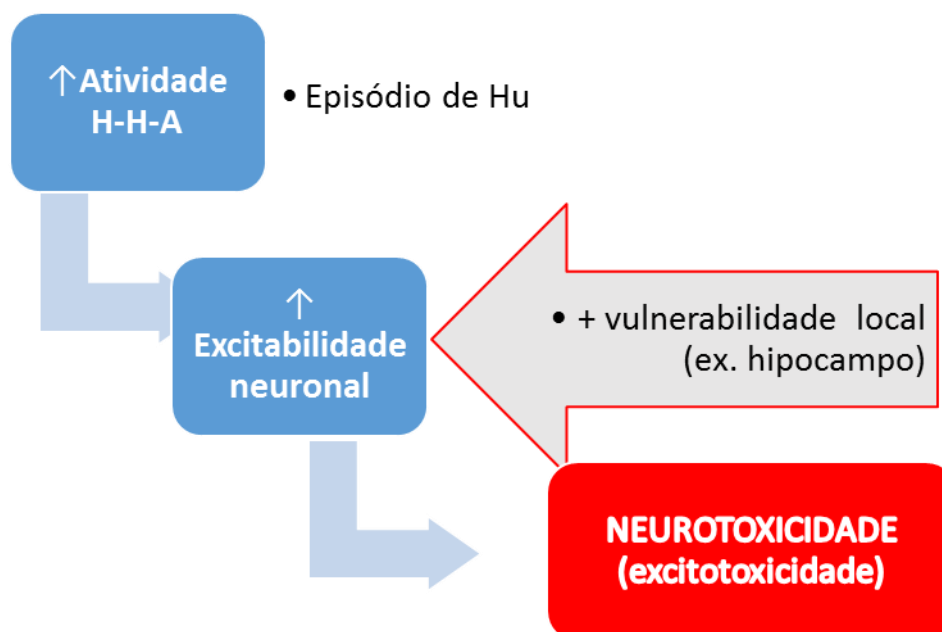 ↑Atividade
H-H-A
• Episódio de Hu
↑
Excitabilidade
neuronal
• + vulnerabilidade local
(ex. hipocampo)
NEUROTOXICIDADE
(excitotoxicidade)